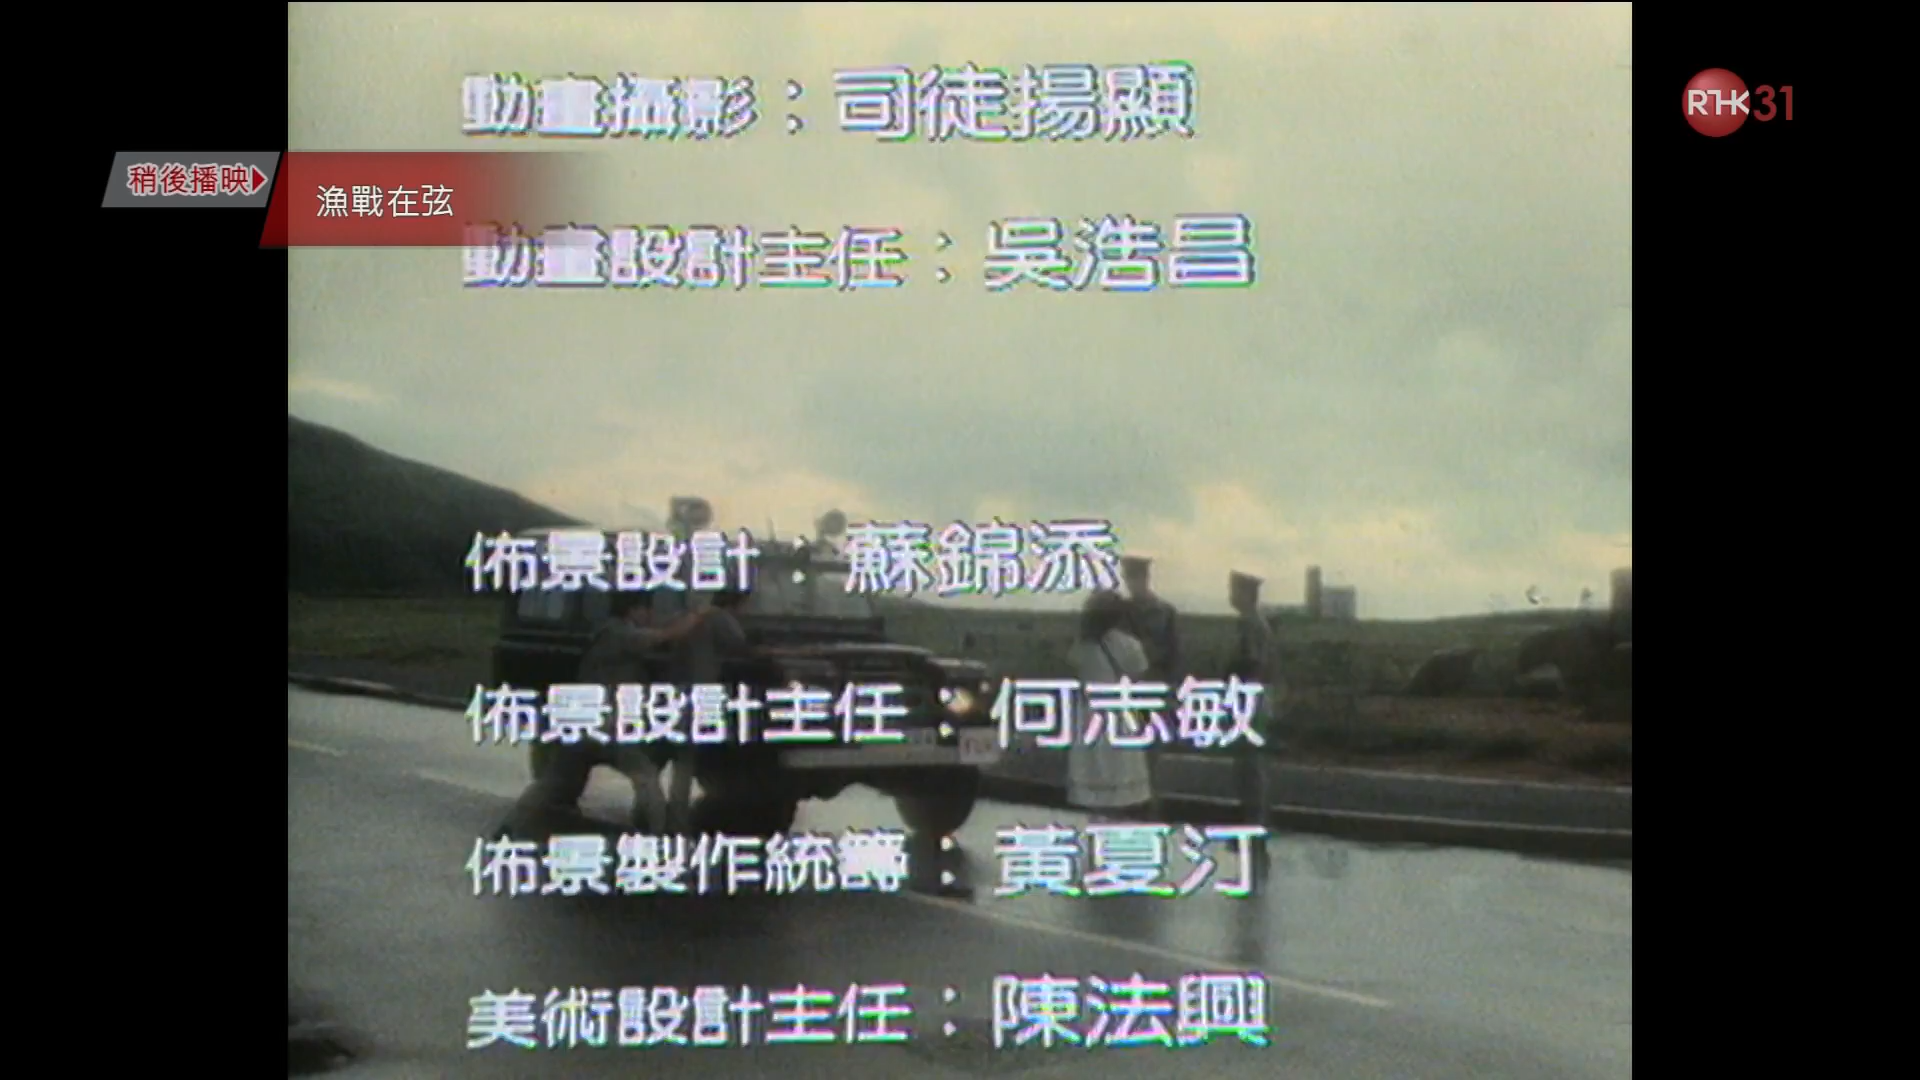 動畫攝影：司徒揚顯
RTHK 31
稍後播映
漁戰在弦
動畫設計主任：吳浩昌
佈景設計：蘇錦添
佈景設計主任：何志敏
佈景製作統籌：黃夏汀
美術設計主任：陳法興